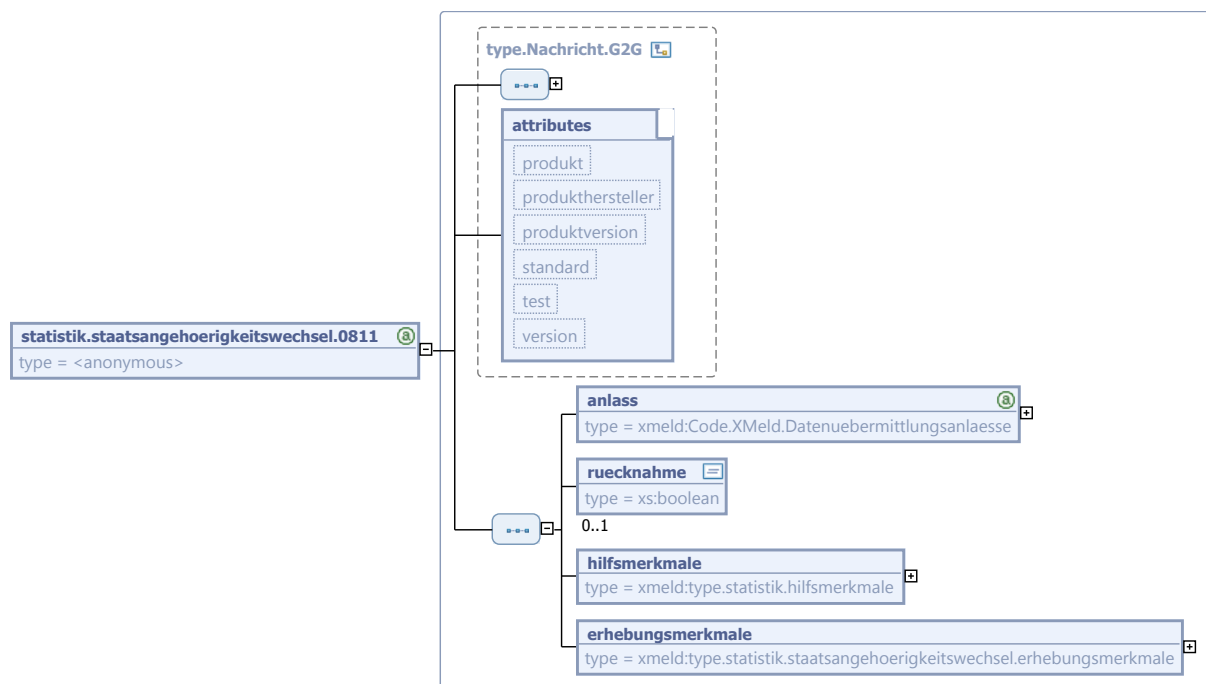 type.Nachricht.G2G
attributes
produkt
produkthersteller
produktversion
standard
test
version
statistik.staatsangehoerigkeitswechsel.0811
type = <anonymous>
anlass
type = xmeld:Code.XMeld.Datenuebermittlungsanlaesse
ruecknahme
type = xs:boolean
0..1
hilfsmerkmale
type = xmeld:type.statistik.hilfsmerkmale
erhebungsmerkmale
type = xmeld:type.statistik.staatsangehoerigkeitswechsel.erhebungsmerkmale